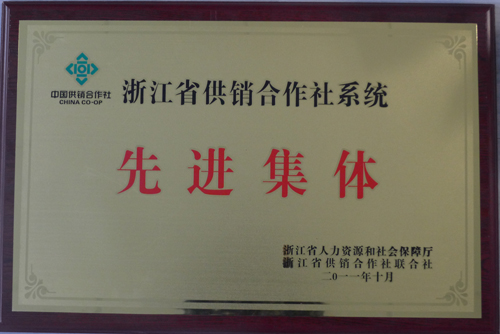 中国供销合作社
CHINA CO-OP
浙江省供销合作社系统
先进集体
浙江省人力资源和社会保障厅
浙江省供销合作社联合社
二0一一年十月